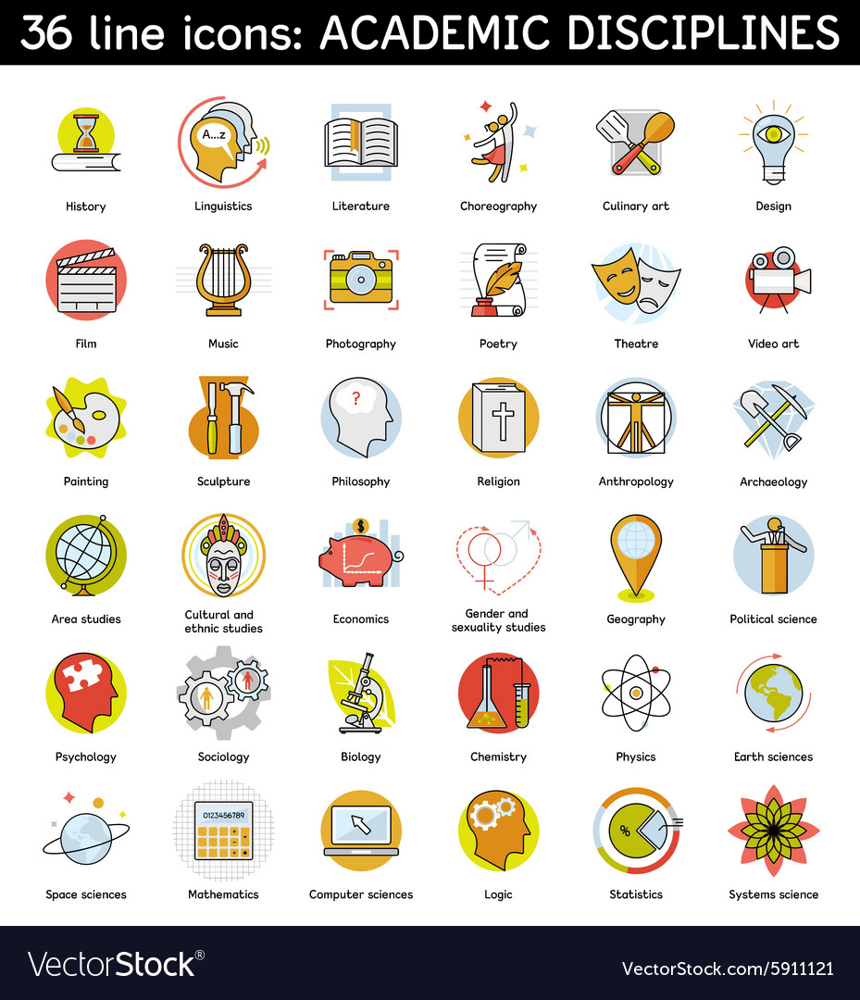 36 line icons: ACADEMIC DISCIPLINES
A...z
History
Linguistics
Literature
Choreography
Culinary art
Design
Film
Music
Photography
Poetry
Theatre
Video art
?
Painting
Sculpture
Philosophy
Religion
Anthropology
Archaeology
$
Area studies
Cultural and
ethnic studies
Economics
Gender and
sexuality studies
Geography
Political science
Psychology
Sociology
Biology
Chemistry
Physics
Earth sciences
0123456789
%
Space sciences
Mathematics
Computer sciences
Logic
Statistics
Systems science
VectorStock®
VectorStock.com/5911121